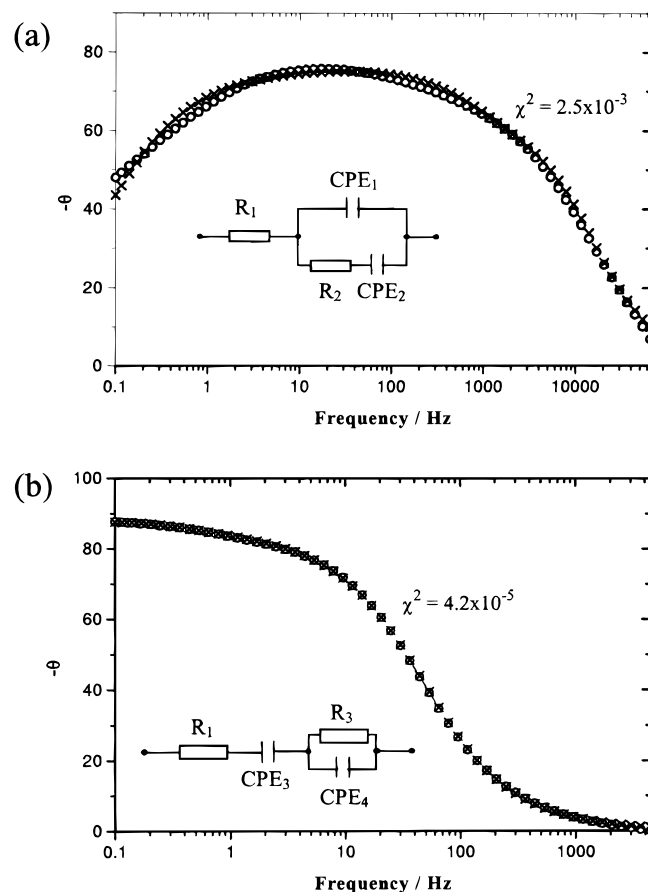 (a)
80
60
40
20
0
-θ
χ² = 2.5x10⁻³
CPE₁
R₁
R₂
CPE₂
0.1
1
10
100
1000
10000
Frequency / Hz
(b)
100
80
60
40
20
0
-θ
χ² = 4.2x10⁻⁵
R₃
R₁
CPE₃
CPE₄
0.1
1
10
100
1000
Frequency / Hz